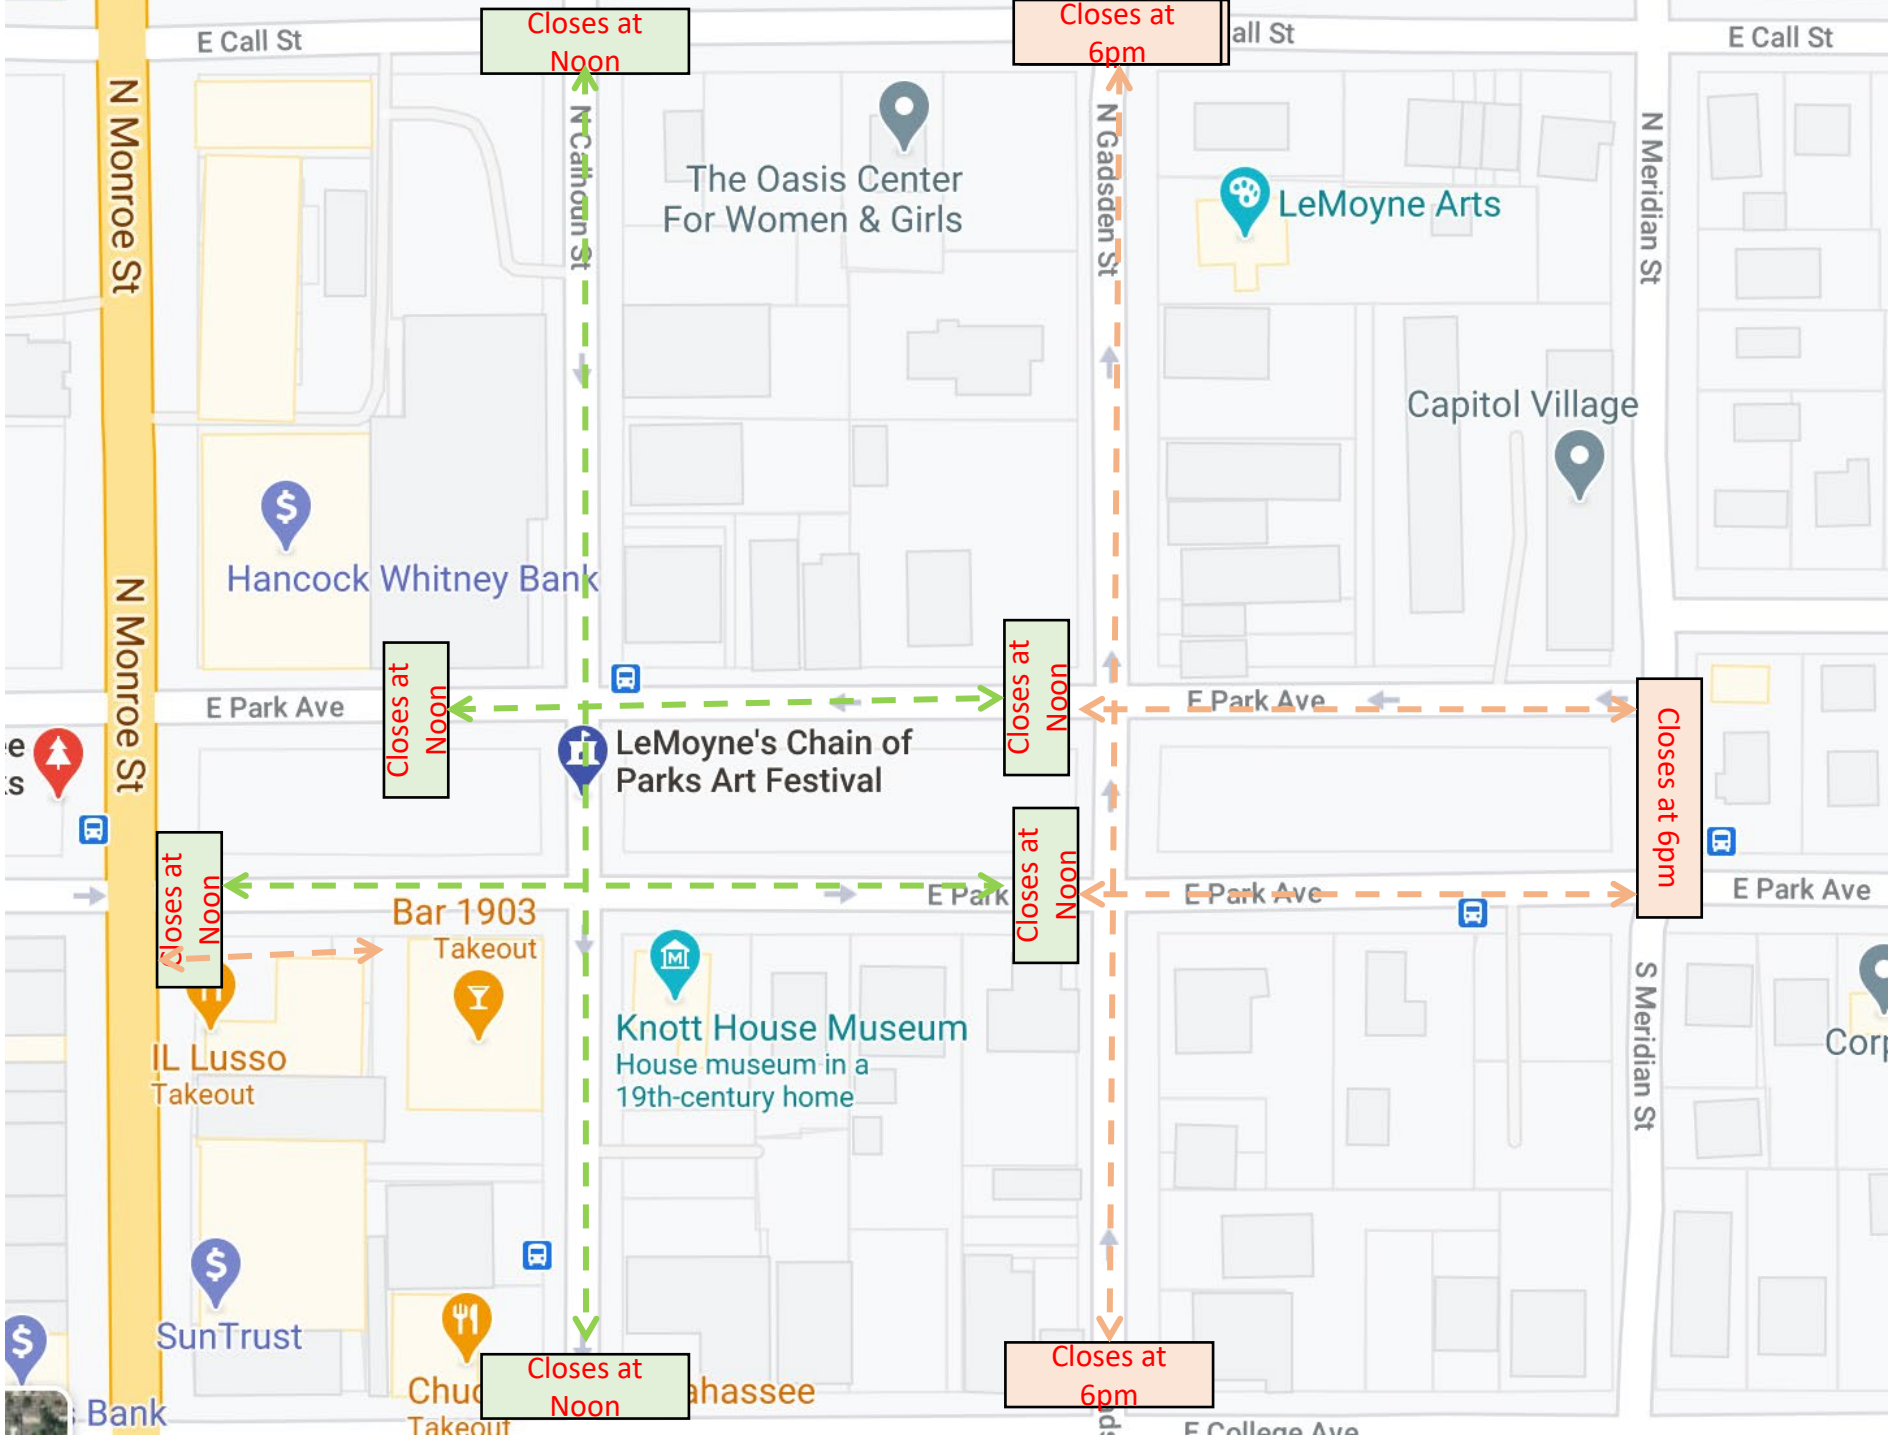 Closes at
Noon
Closes at
6pm
E Call St
all St
E Call St
N Monroe St
N Calhoun St
N Gadsden St
N Meridian St
The Oasis Center
For Women & Girls
LeMoyne Arts
Capitol Village
Hancock Whitney Bank
N Monroe St
Closes at
Noon
Closes at
Noon
E Park Ave
E Park Ave
Closes at 6pm
e
s
LeMoyne's Chain of
Parks Art Festival
Closes at
Noon
Closes at
Noon
E Park
E Park Ave
E Park Ave
Bar 1903
Takeout
Knott House Museum
House museum in a
19th-century home
S Meridian St
Corp
IL Lusso
Takeout
SunTrust
Closes at
Noon
Closes at
6pm
Chuc
ahassee
Takeout
Bank
ds
E College Ave